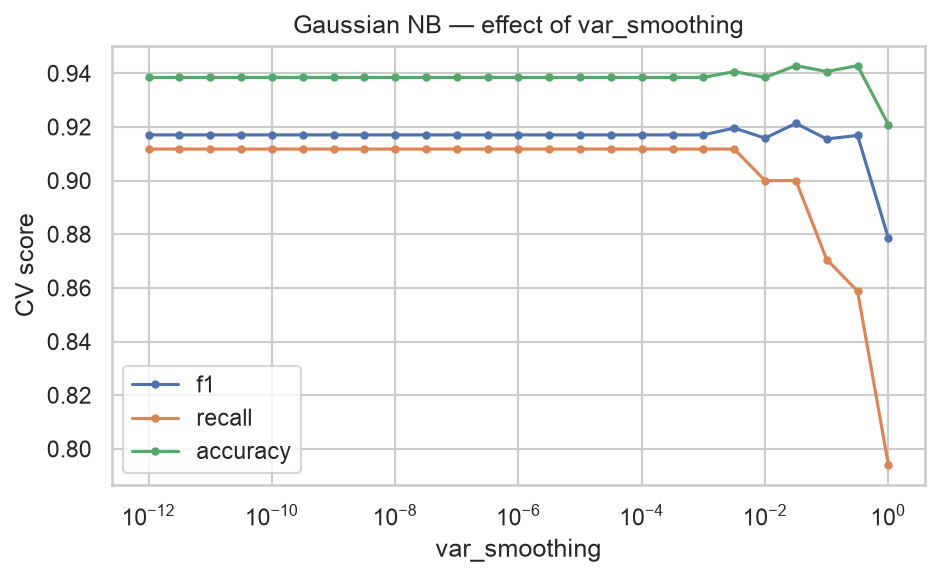 Gaussian NB — effect of var_smoothing
CV score
0.94
0.92
0.90
0.88
0.86
0.84
0.82
0.80
f1
recall
accuracy
10⁻¹² 10⁻¹⁰ 10⁻⁸ 10⁻⁶ 10⁻⁴ 10⁻² 10⁰
var_smoothing